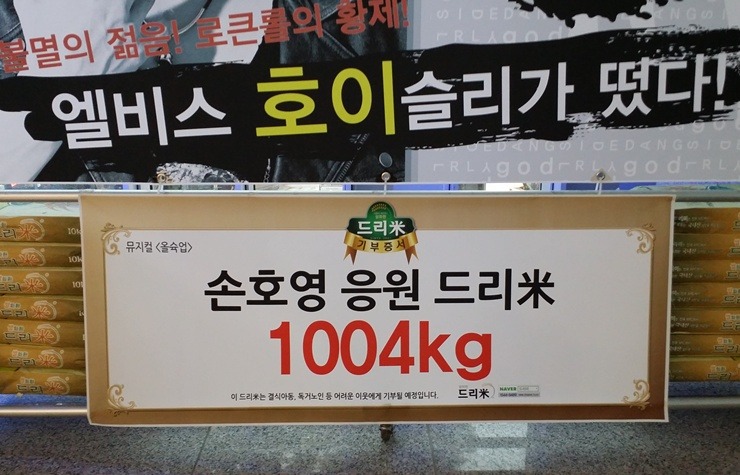 불멸의 젊음! 로큰롤의 황제!
엘비스 호이슬리가 떴다!
god
god
드리米
기부증서
뮤지컬 <올슉업>
손호영 응원 드리米
1004kg
이 드리米는 결식아동, 독거노인 등 어려운 이웃에게 기부될 예정입니다.
드리米
NAVER